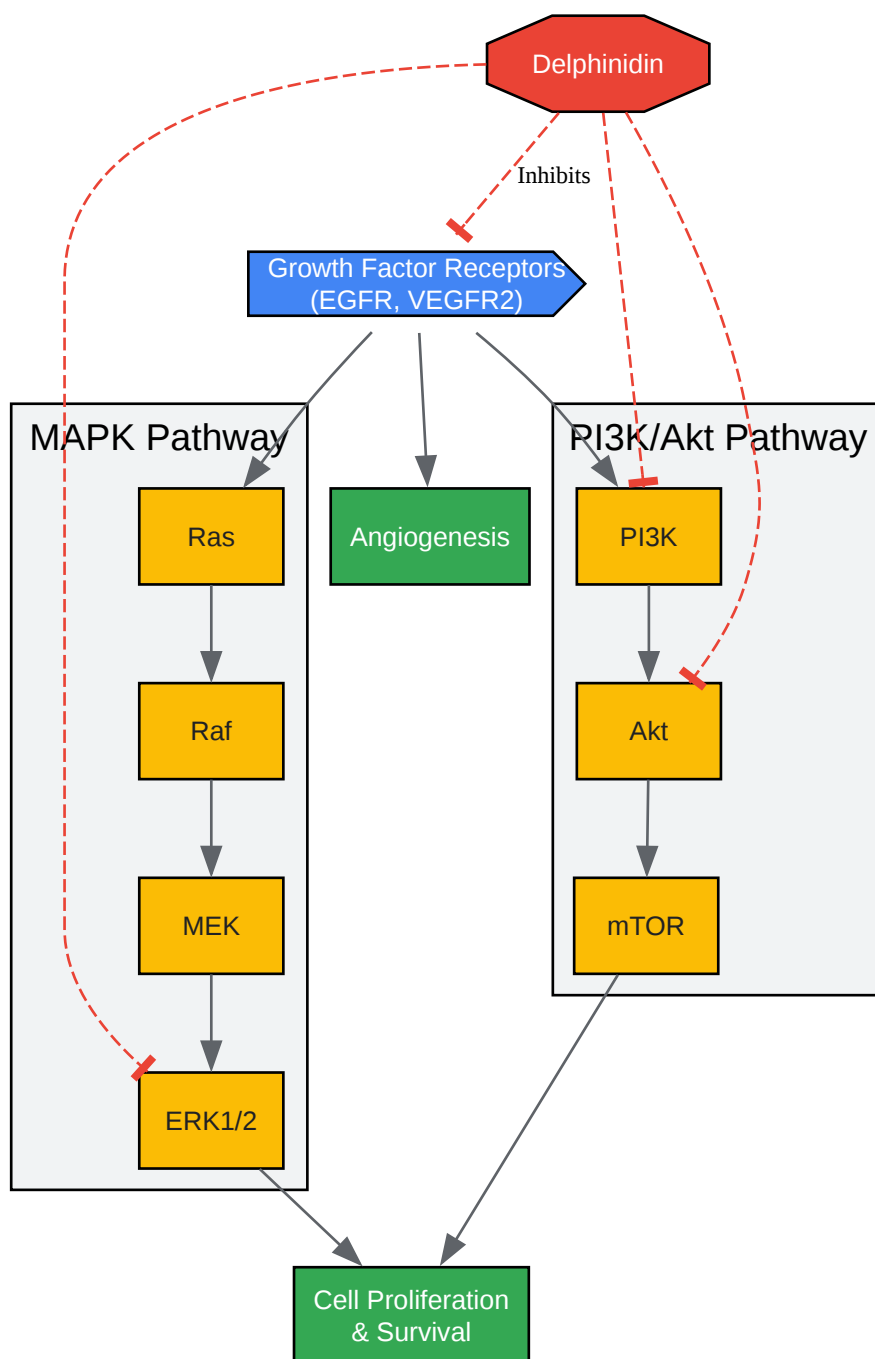 Delphinidin
Inhibits
Growth Factor Receptors
(EGFR, VEGFR2)
MAPK Pathway
PI3K/Akt Pathway
Ras
Angiogenesis
PI3K
Raf
Akt
MEK
mTOR
ERK1/2
Cell Proliferation
& Survival